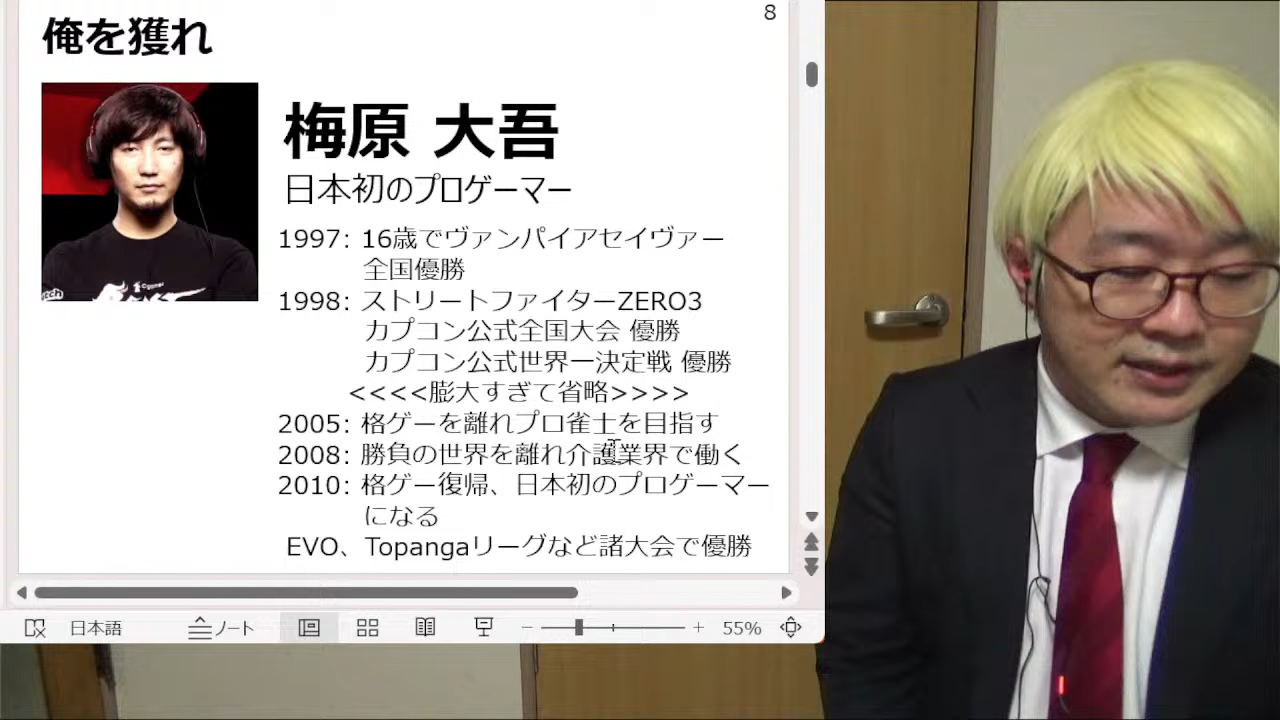 8
俺を獲れ
梅原 大吾
日本初のプロゲーマー
1997: 16歳でヴァンパイアセイヴァー
全国優勝
1998: ストリートファイターZERO3
カプコン公式全国大会 優勝
カプコン公式世界一決定戦 優勝
<<<<膨大すぎて省略>>>>
2005: 格ゲーを離れプロ雀士を目指す
2008: 勝負の世界を離れ介護業界で働く
2010: 格ゲー復帰、日本初のプロゲーマー
になる
EVO、Topangaリーグなど諸大会で優勝
日本語 ノート 55%